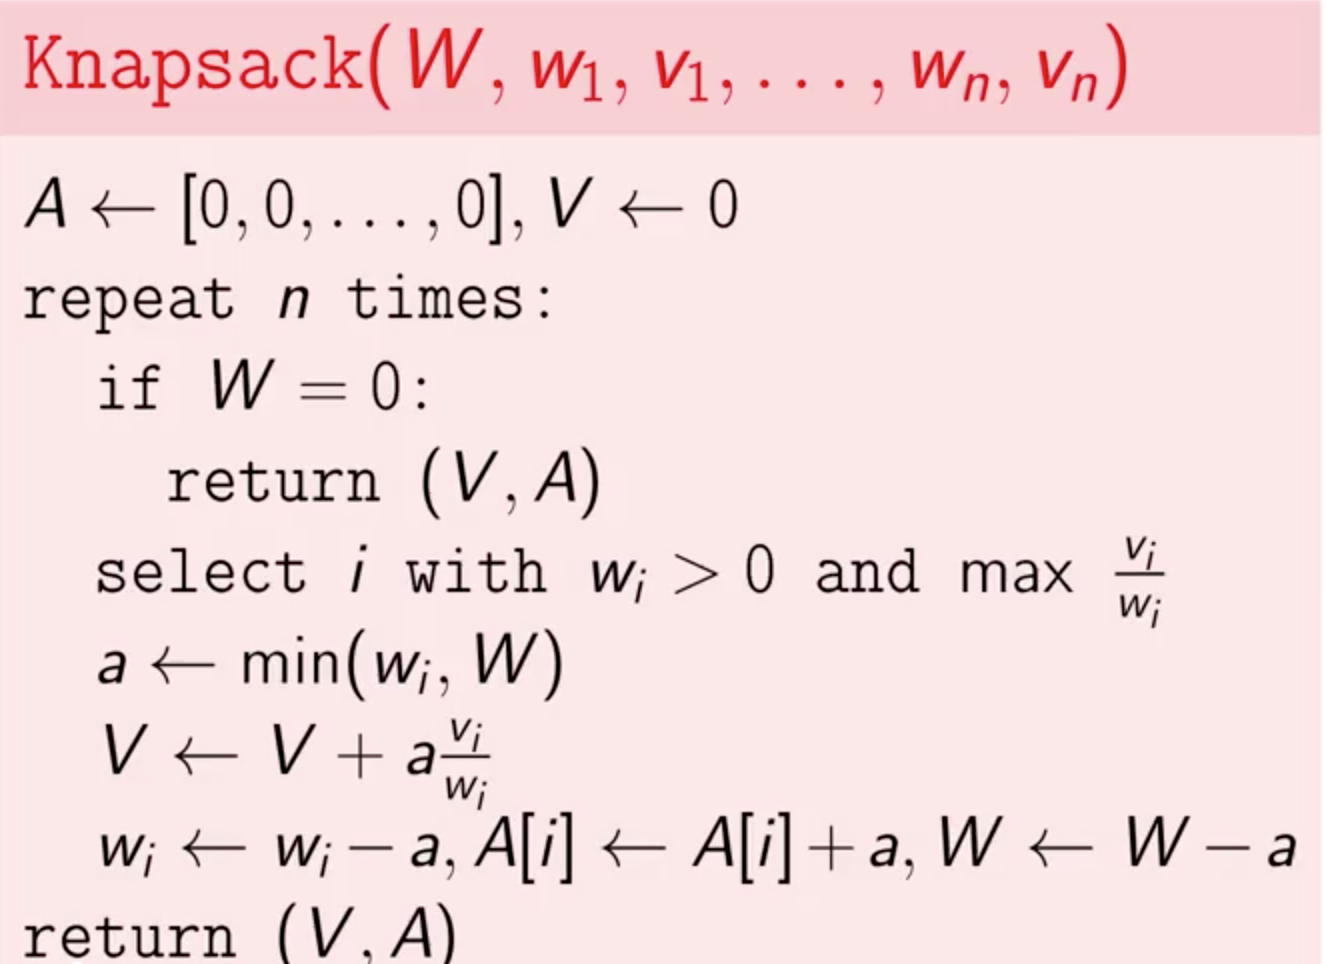 Knapsack(W, w₁, v₁, . . . , wₙ, vₙ)
A ← [0, 0, . . . , 0], V ← 0
repeat n times:
if W = 0:
return (V, A)
select i with wᵢ > 0 and max vᵢ/wᵢ
a ← min(wᵢ, W)
V ← V + a vᵢ/wᵢ
wᵢ ← wᵢ − a, A[i] ← A[i] + a, W ← W − a
return (V, A)